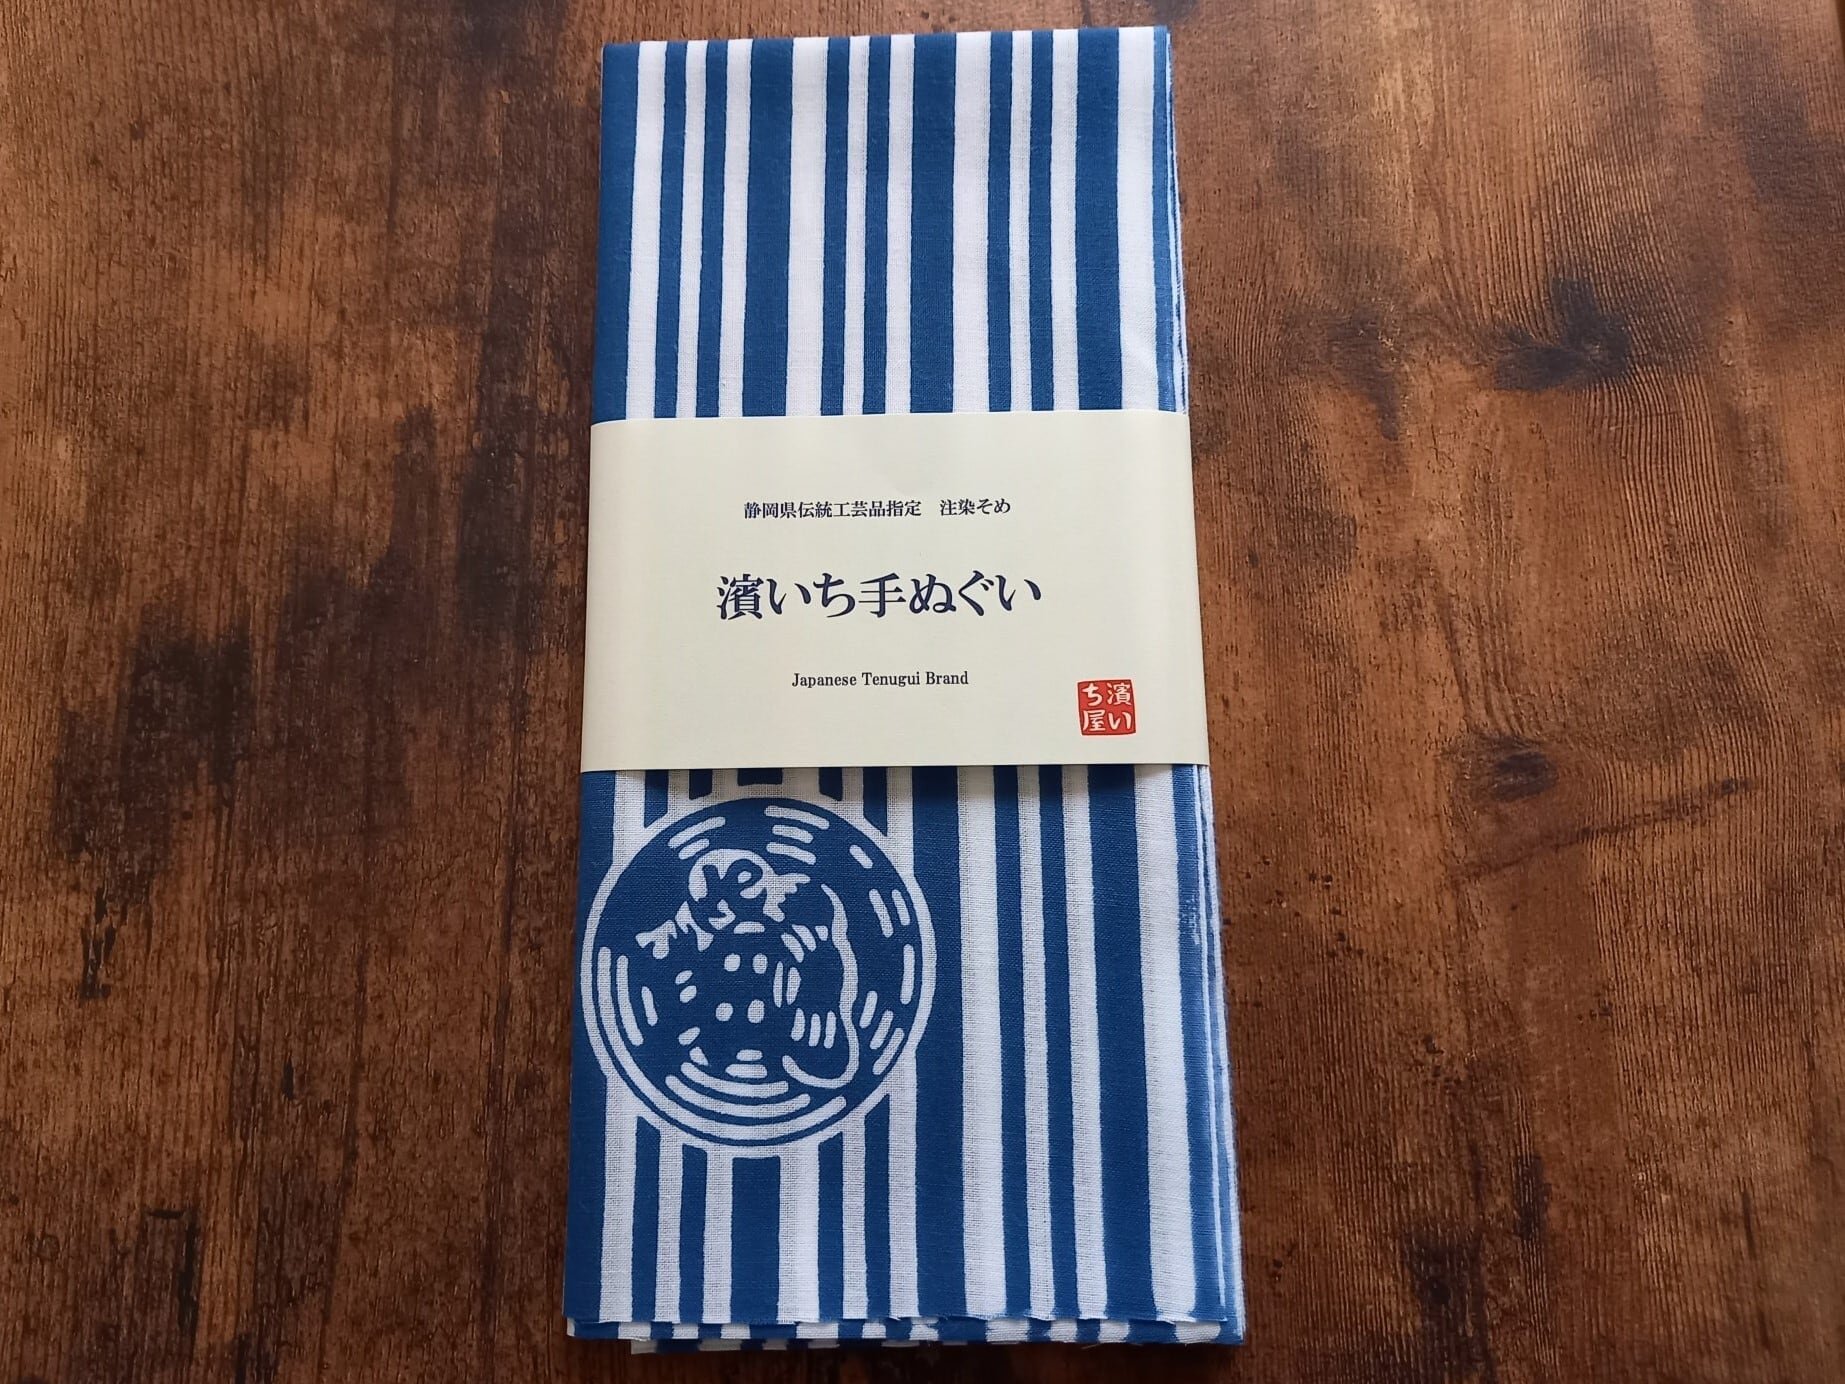 静岡県伝統工芸品指定　注染そめ
濱いち手ぬぐい
Japanese Tenugui Brand
濱い
ち屋